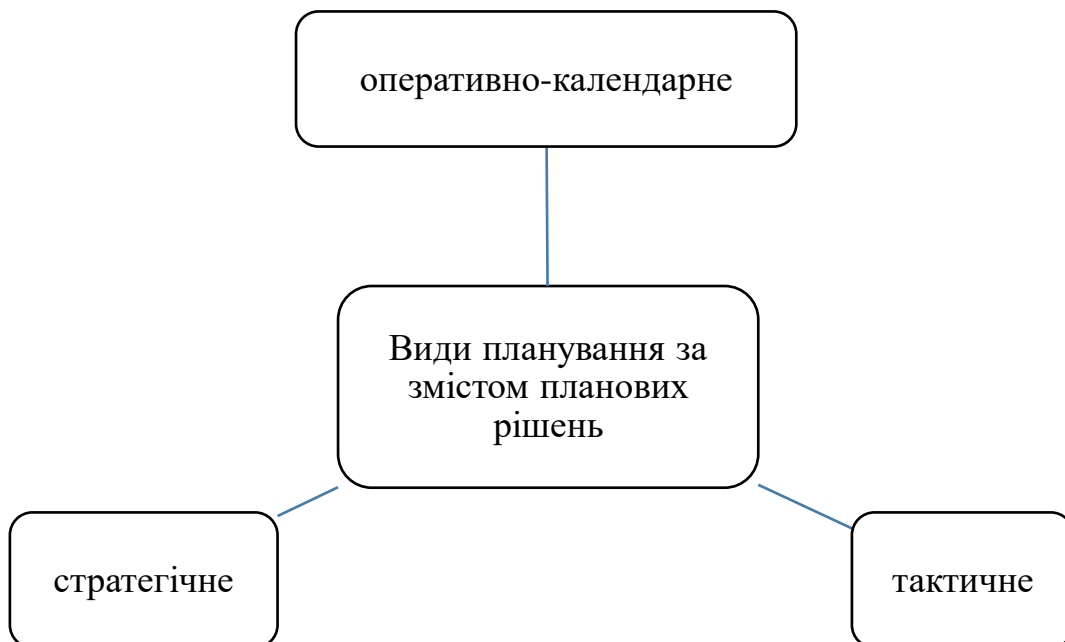 оперативно-календарне
Види планування за
змістом планових
рішень
стратегічне
тактичне